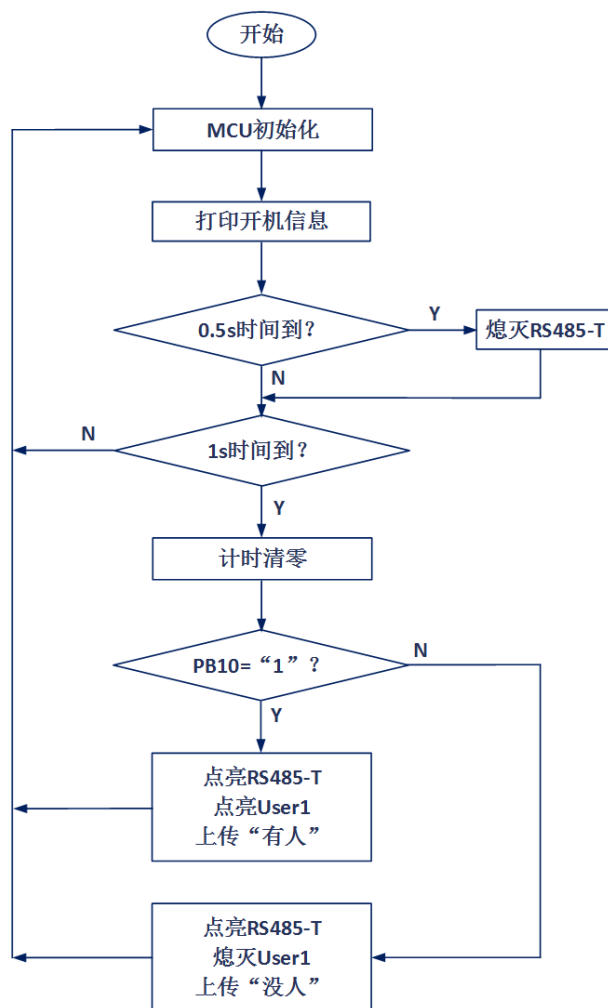 开始
MCU初始化
打印开机信息
0.5s时间到？
Y
熄灭RS485-T
N
N
1s时间到？
Y
计时清零
PB10=“1”？
N
Y
点亮RS485-T
点亮User1
上传“有人”
点亮RS485-T
熄灭User1
上传“没人”